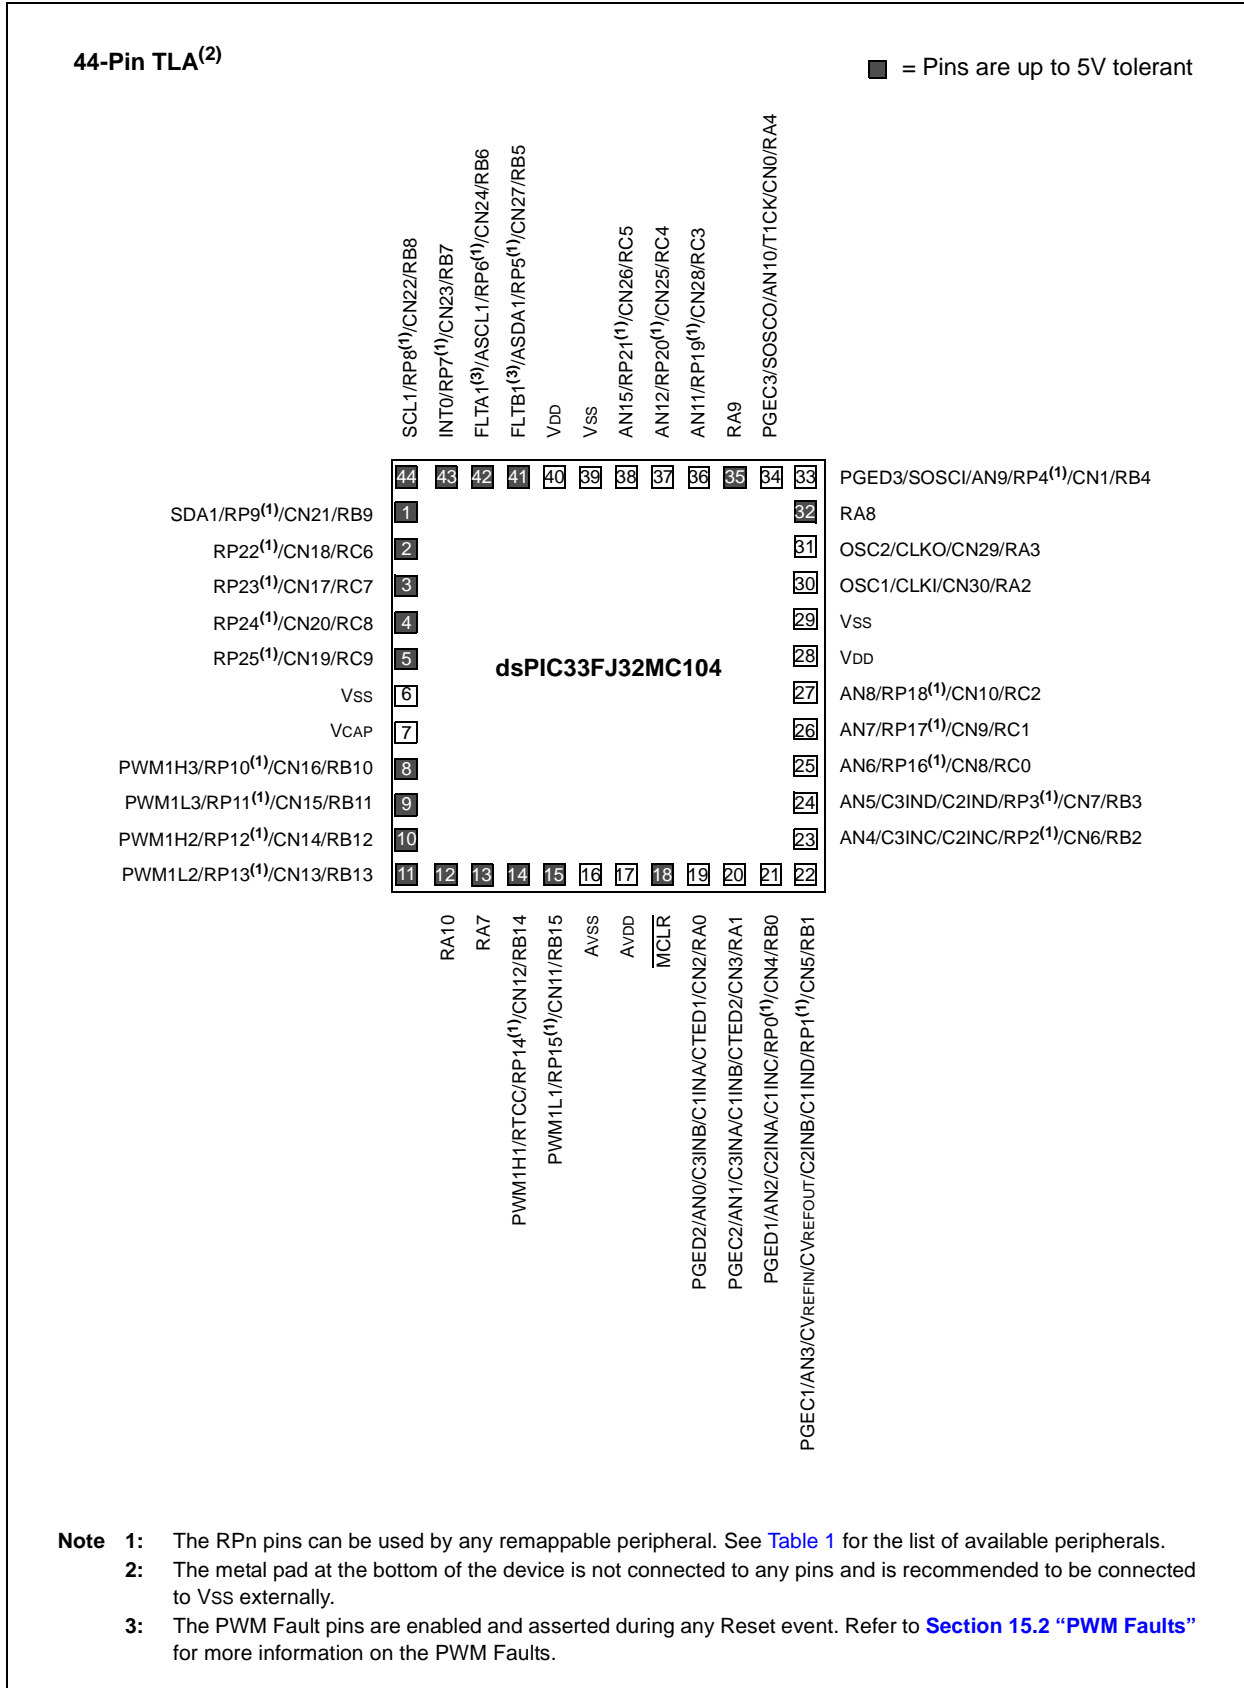 44-Pin TLA(2)
= Pins are up to 5V tolerant
SCL1/RP8(1)/CN22/RB8
INT0/RP7(1)/CN23/RB7
FLTA1(3)/ASCL1/RP6(1)/CN24/RB6
FLTB1(3)/ASDA1/RP5(1)/CN27/RB5
VDD
VSS
AN15/RP21(1)/CN26/RC5
AN12/RP20(1)/CN25/RC4
AN11/RP19(1)/CN28/RC3
RA9
PGEC3/SOSCO/AN10/T1CK/CN0/RA4
44 43 42 41 40 39 38 37 36 35 34 33 PGED3/SOSCI/AN9/RP4(1)/CN1/RB4
SDA1/RP9(1)/CN21/RB9 1 32 RA8
RP22(1)/CN18/RC6 2 31 OSC2/CLKO/CN29/RA3
RP23(1)/CN17/RC7 3 30 OSC1/CLKI/CN30/RA2
RP24(1)/CN20/RC8 4 29 VSS
RP25(1)/CN19/RC9 5 dsPIC33FJ32MC104 28 VDD
VSS 6 27 AN8/RP18(1)/CN10/RC2
VCAP 7 26 AN7/RP17(1)/CN9/RC1
PWM1H3/RP10(1)/CN16/RB10 8 25 AN6/RP16(1)/CN8/RC0
PWM1L3/RP11(1)/CN15/RB11 9 24 AN5/C3IND/C2IND/RP3(1)/CN7/RB3
PWM1H2/RP12(1)/CN14/RB12 10 23 AN4/C3INC/C2INC/RP2(1)/CN6/RB2
PWM1L2/RP13(1)/CN13/RB13 11 12 13 14 15 16 17 18 19 20 21 22
RA10
RA7
PWM1H1/RTCC/RP14(1)/CN12/RB14
PWM1L1/RP15(1)/CN11/RB15
AVSS
AVDD
MCLR
PGED2/AN0/C3INB/C1INA/CTED1/CN2/RA0
PGEC2/AN1/C3INA/C1INB/CTED2/CN3/RA1
PGED1/AN2/C2INA/C1INC/RP0(1)/CN4/RB0
PGEC1/AN3/CVREFIN/CVREFOUT/C2INB/C1IND/RP1(1)/CN5/RB1
Note 1: The RPn pins can be used by any remappable peripheral. See Table 1 for the list of available peripherals.
2: The metal pad at the bottom of the device is not connected to any pins and is recommended to be connected
to VSS externally.
3: The PWM Fault pins are enabled and asserted during any Reset event. Refer to Section 15.2 “PWM Faults”
for more information on the PWM Faults.